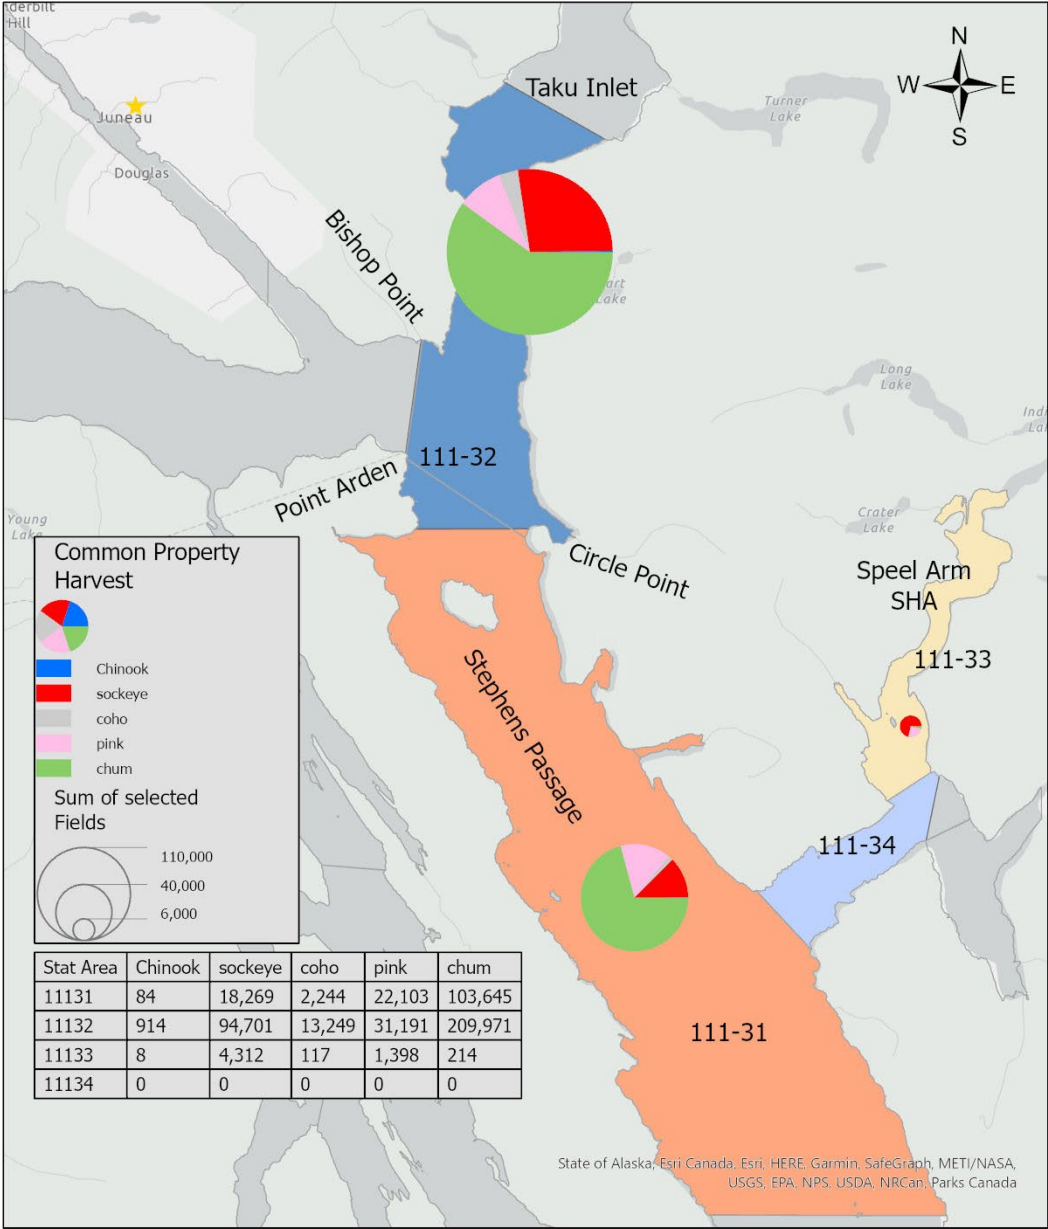 derbilt
Hill
Taku Inlet
N
W
E
S
Turner
Lake
Juneau
Douglas
Bishop Point
art
Lake
Long
Lake
Indi
Lak
111-32
Point Arden
Crater
Lake
Young
Lake
Circle Point
Speel Arm
SHA
111-33
Common Property
Harvest
Chinook
sockeye
coho
pink
chum
Sum of selected
Fields
110,000
40,000
6,000
Stephens Passage
111-34
111-31
Stat Area Chinook sockeye coho pink chum
11131 84 18,269 2,244 22,103 103,645
11132 914 94,701 13,249 31,191 209,971
11133 8 4,312 117 1,398 214
11134 0 0 0 0 0
State of Alaska, Esri Canada, Esri, HERE, Garmin, SafeGraph, METI/NASA,
USGS, EPA, NPS, USDA, NRCan, Parks Canada